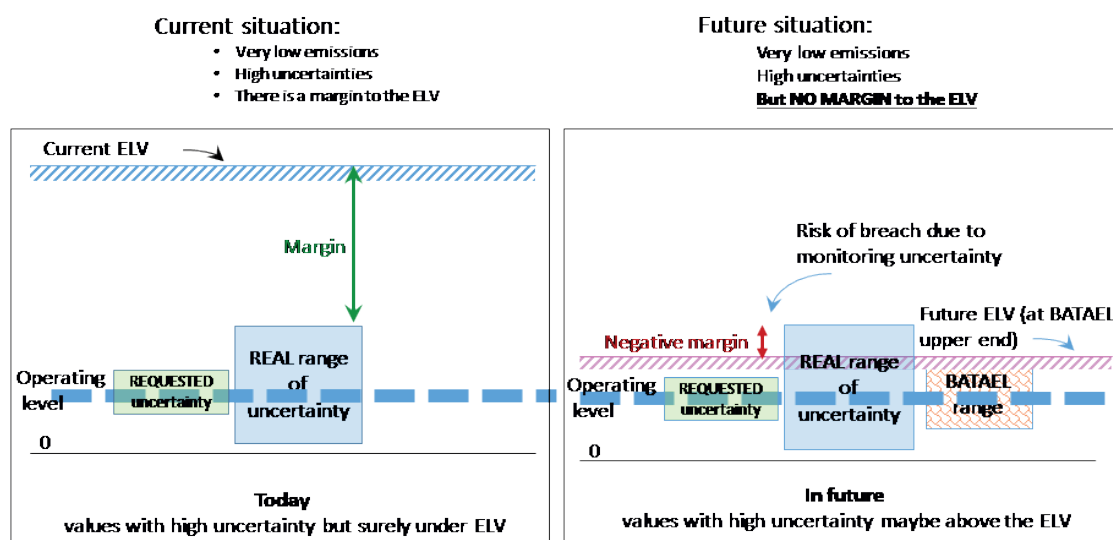 Current situation:
• Very low emissions
• High uncertainties
• There is a margin to the ELV
Current ELV
Margin
REAL range
of
uncertainty
REQUESTED
uncertainty
Operating
level
0
Today
values with high uncertainty but surely under ELV
Future situation:
Very low emissions
High uncertainties
But NO MARGIN to the ELV
Risk of breach due to
monitoring uncertainty
Future ELV (at BATAEL
upper end)
Negative margin
REAL range
of
uncertainty
BATAEL
range
REQUESTED
uncertainty
Operating
level
0
In future
values with high uncertainty maybe above the ELV